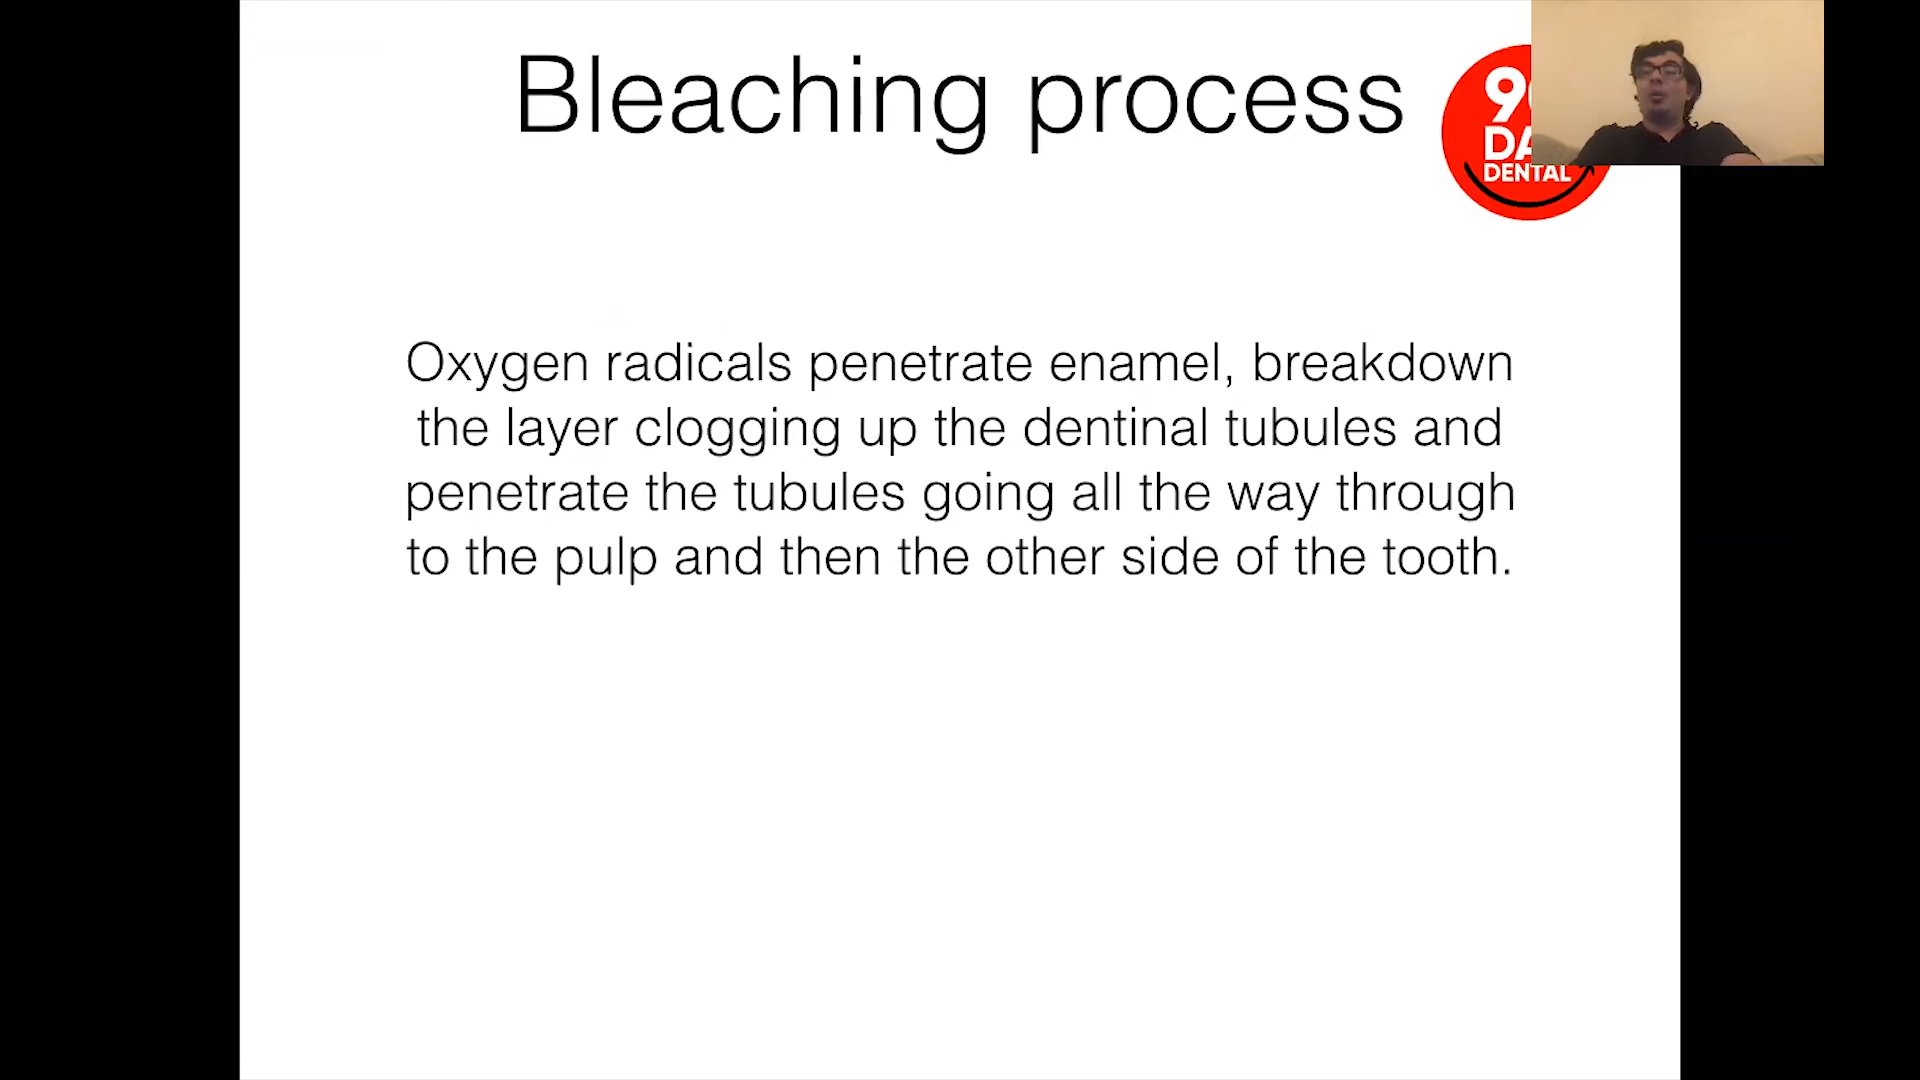 Bleaching process
DENTAL
Oxygen radicals penetrate enamel, breakdown
the layer clogging up the dentinal tubules and
penetrate the tubules going all the way through
to the pulp and then the other side of the tooth.